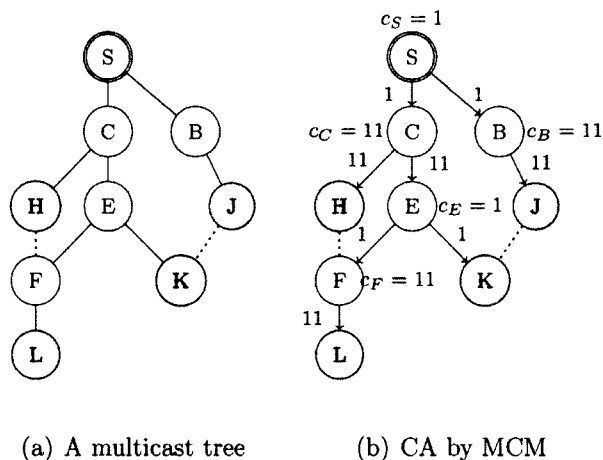 c_S = 1
S
S
1
1
C
B
c_C = 11
C
B
c_B = 11
11
11
11
H
E
J
H
E
c_E = 1
J
1
1
F
K
F
c_F = 11
K
11
L
L
(a) A multicast tree
(b) CA by MCM